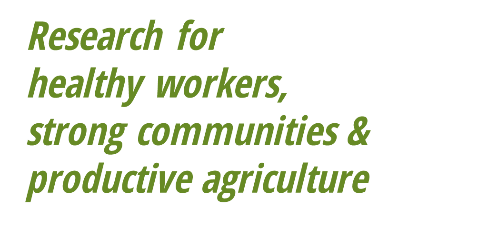 Research for
healthy workers,
strong communities &
productive agriculture